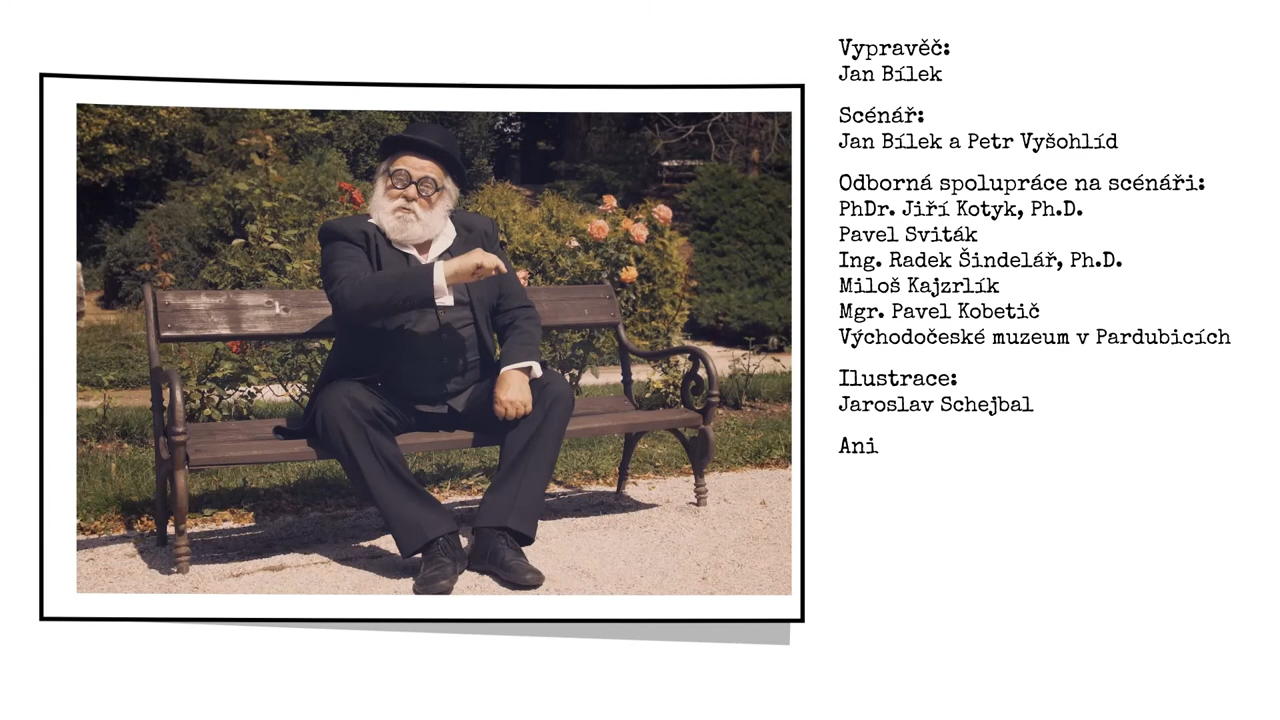 Vypravěč:
Jan Bílek
Scénář:
Jan Bílek a Petr Vyšohlíd
Odborná spolupráce na scénáři:
PhDr. Jiří Kotyk, Ph.D.
Pavel Sviták
Ing. Radek Šindelář, Ph.D.
Miloš Kajzrlík
Mgr. Pavel Kobetič
Východočeské muzeum v Pardubicích
Ilustrace:
Jaroslav Schejbal
Ani